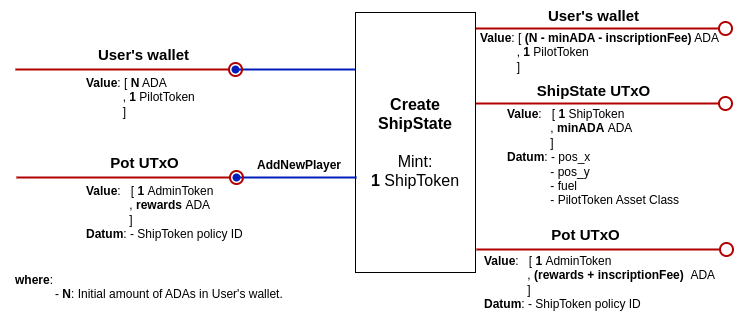 User's wallet
Value: [ N ADA
, 1 PilotToken
]
Pot UTxO
Value: [ 1 AdminToken
, rewards ADA
]
Datum: - ShipToken policy ID
AddNewPlayer
where:
- N: Initial amount of ADAs in User's wallet.
Create
ShipState
Mint:
1 ShipToken
User's wallet
Value: [ (N - minADA - inscriptionFee) ADA
, 1 PilotToken
]
ShipState UTxO
Value: [ 1 ShipToken
, minADA ADA
]
Datum: - pos_x
- pos_y
- fuel
- PilotToken Asset Class
Pot UTxO
Value: [ 1 AdminToken
, (rewards + inscriptionFee) ADA
]
Datum: - ShipToken policy ID